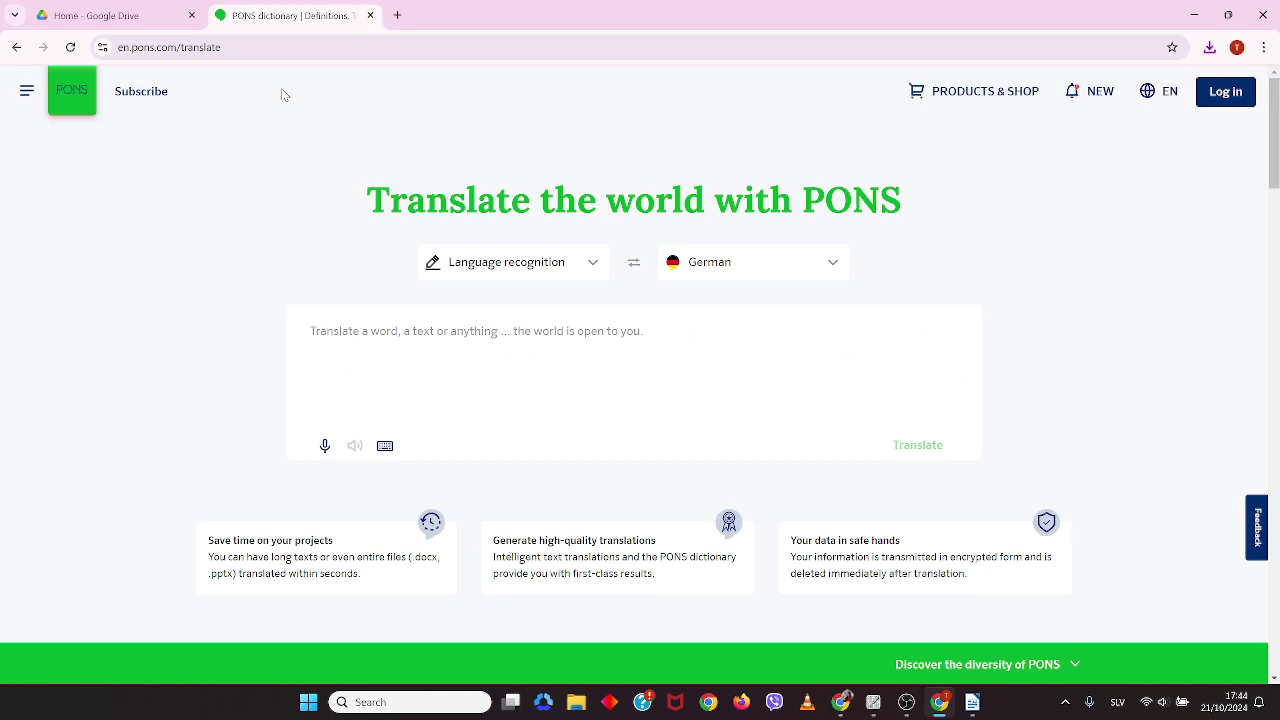 Home - Google Drive
PONS dictionary | Definitions, T
en.pons.com/translate
T
PONS
Subscribe
PRODUCTS & SHOP
NEW
EN
Log in
Translate the world with PONS
Language recognition
German
Translate a word, a text or anything ... the world is open to you.
Translate
Save time on your projects
You can have long texts or even entire files (.docx,
.pptx) translated within seconds.
Generate high-quality translations
Intelligent text translations and the PONS dictionary
provide you with first-class results.
Your data in safe hands
Your information is transmitted in encrypted form and is
deleted immediately after translation.
Feedback
Discover the diversity of PONS
Search
SLV
17:44
21/10/2024